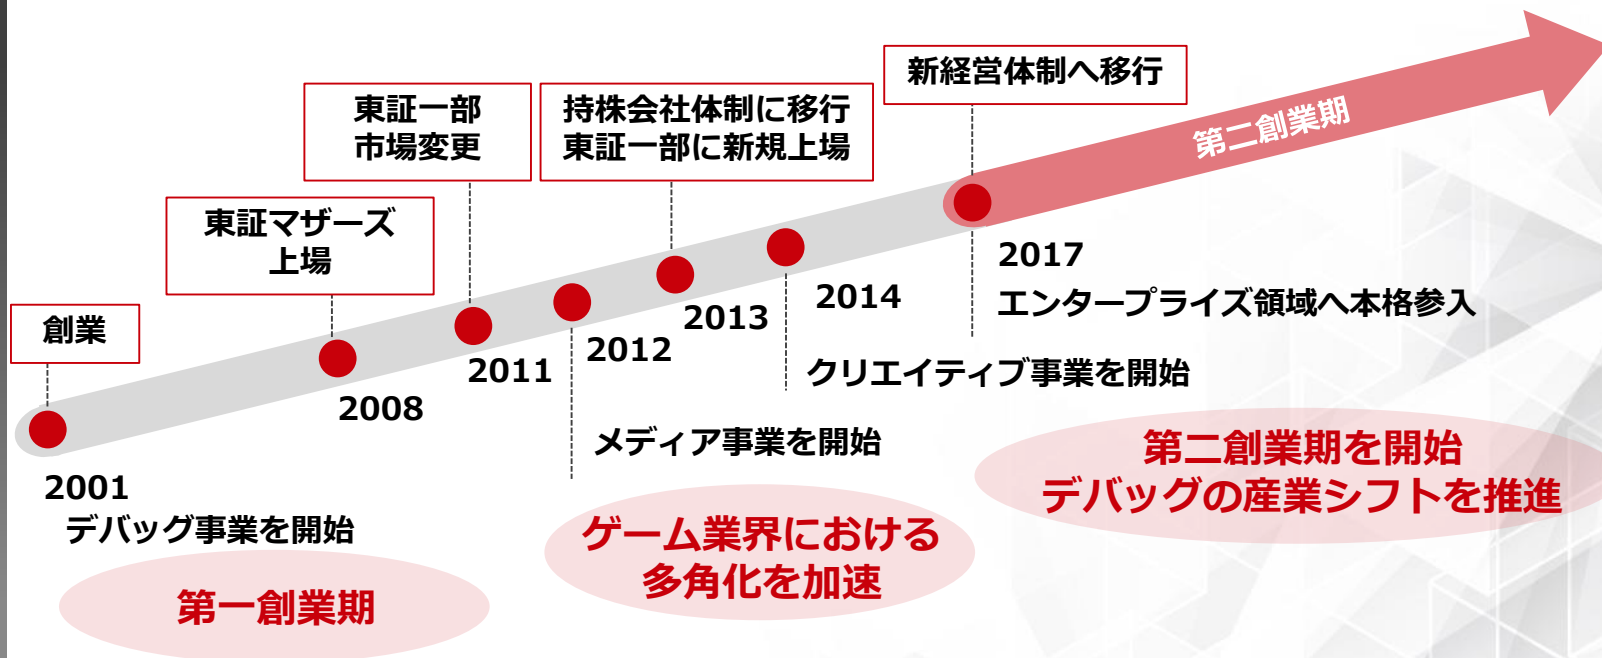 創業
2001
デバッグ事業を開始
第一創業期
東証マザーズ
上場
2008
東証一部
市場変更
2011
2012
メディア事業を開始
持株会社体制に移行
東証一部に新規上場
2013
ゲーム業界における
多角化を加速
2014
クリエイティブ事業を開始
新経営体制へ移行
2017
エンタープライズ領域へ本格参入
第二創業期
第二創業期を開始
デバッグの産業シフトを推進